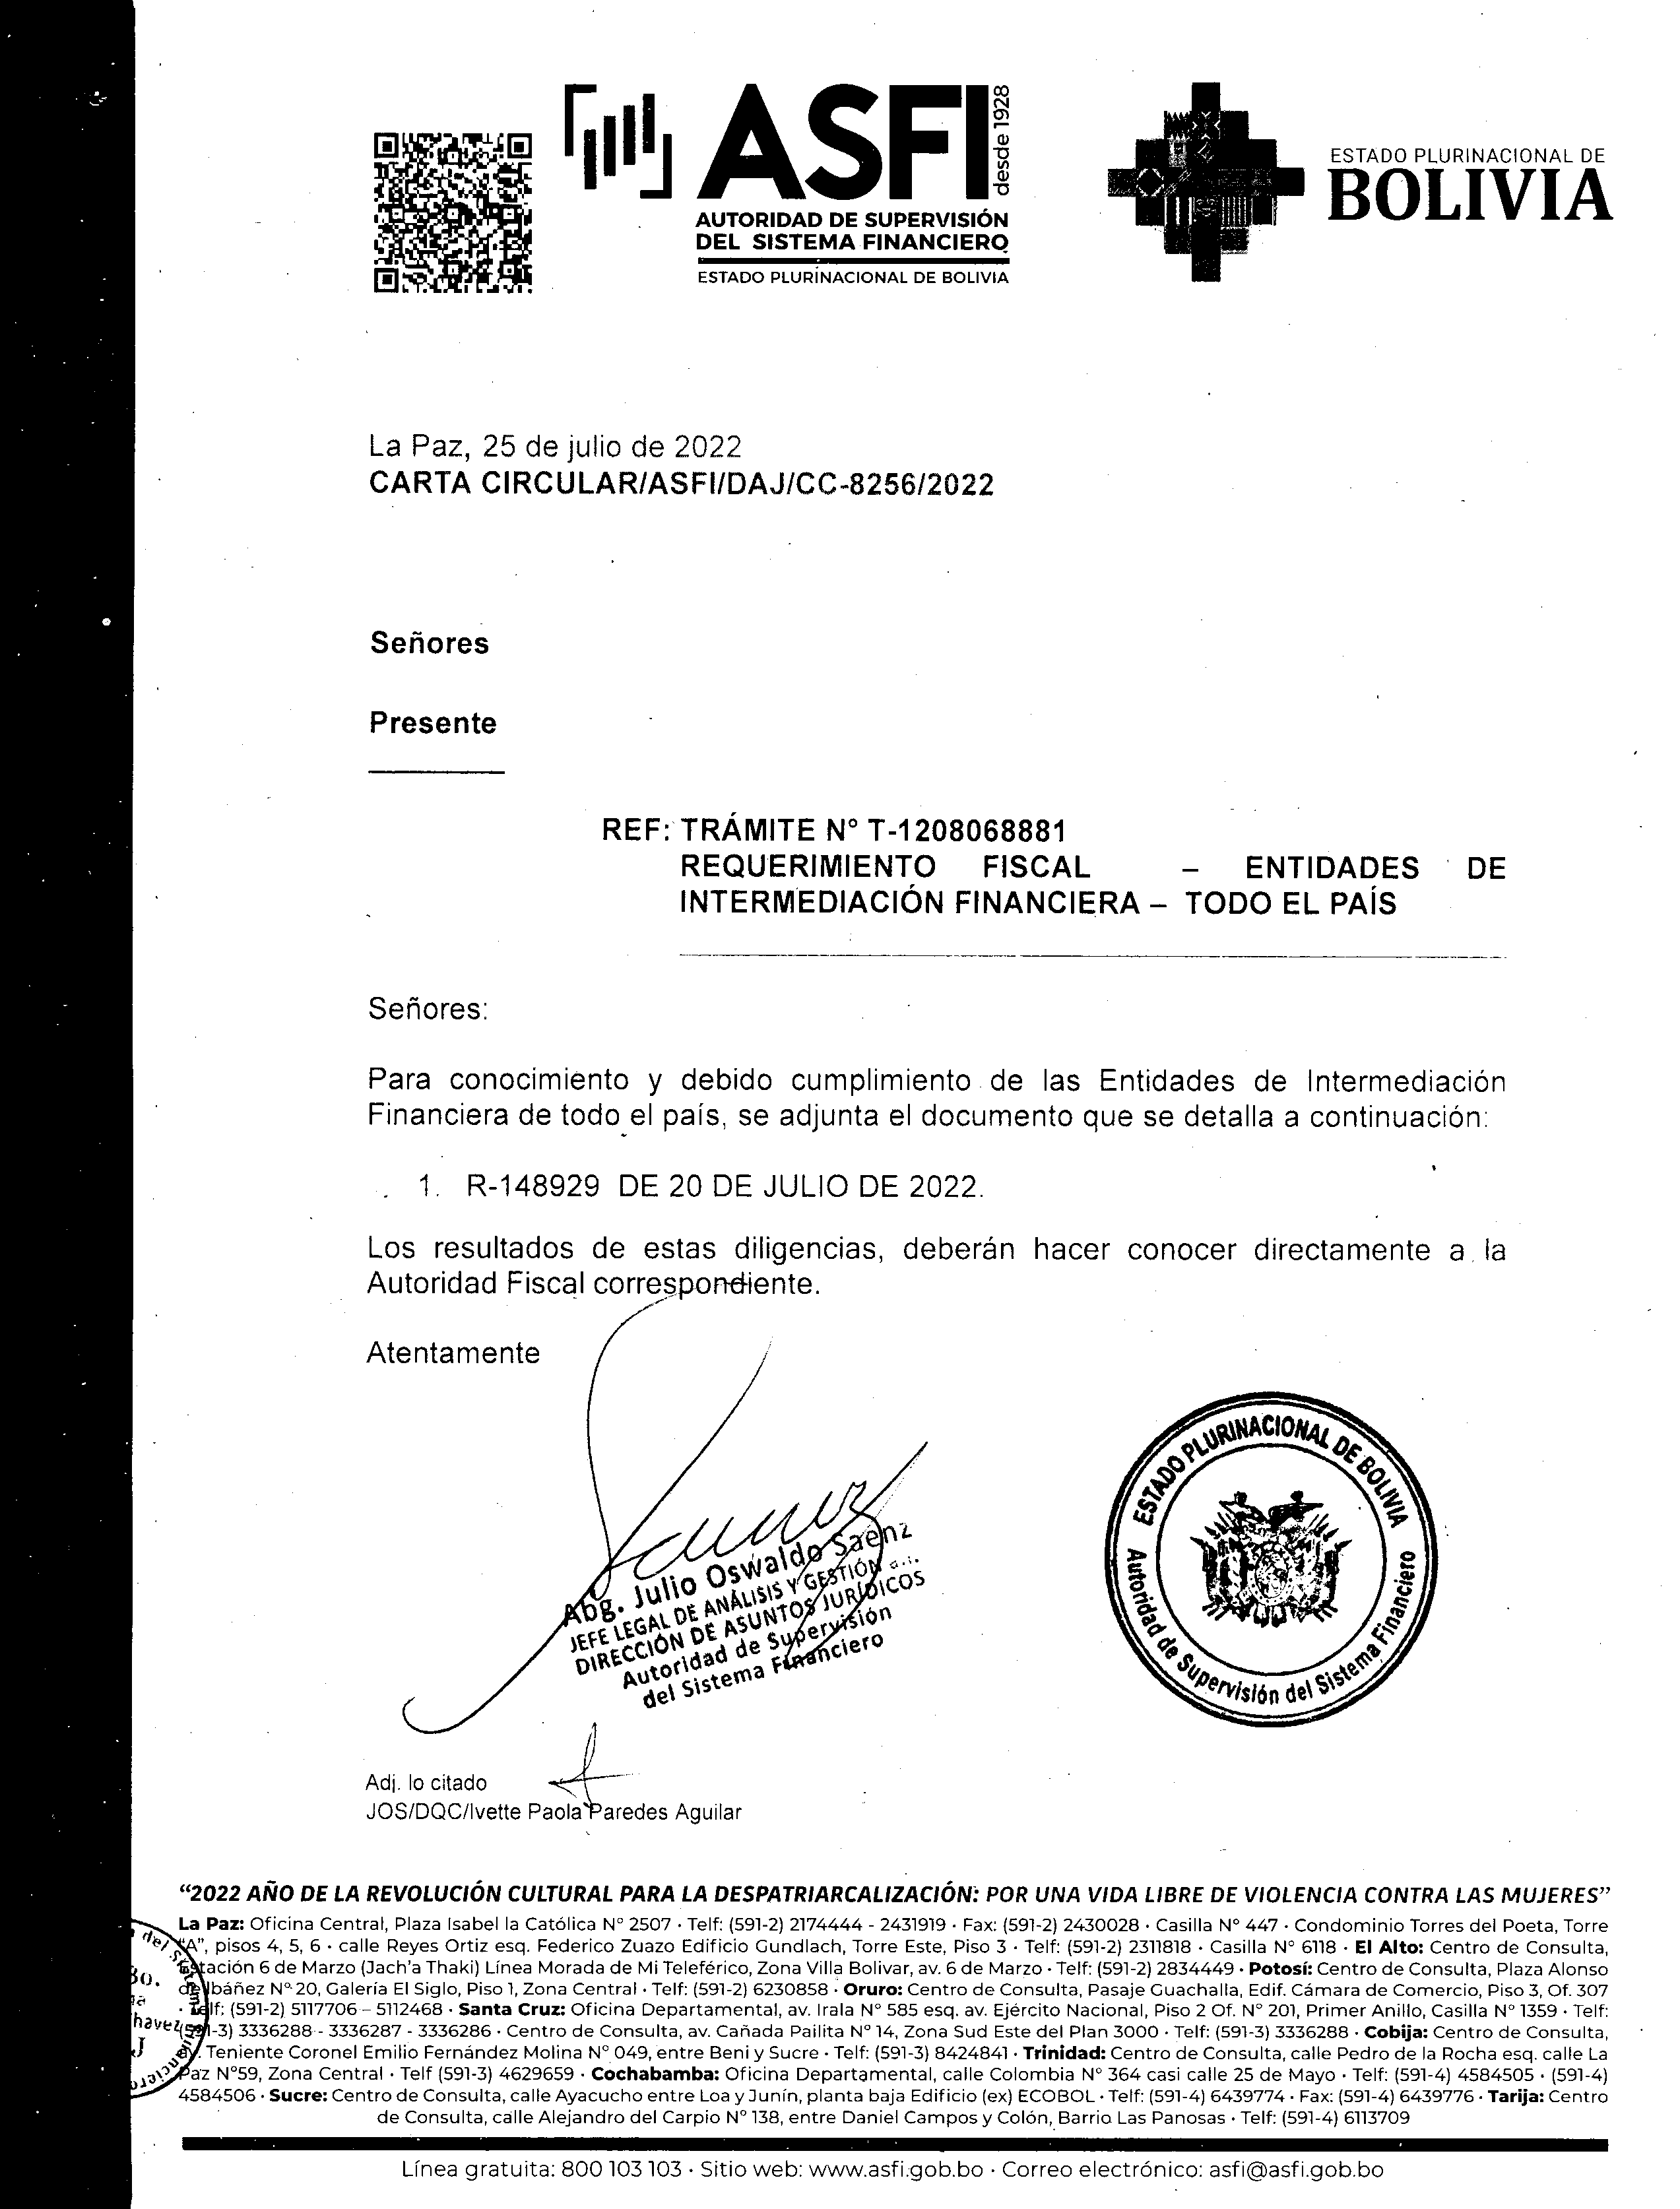 ASFI
desde 1928
AUTORIDAD DE SUPERVISIÓN
DEL SISTEMA FINANCIERO
ESTADO PLURINACIONAL DE BOLIVIA
ESTADO PLURINACIONAL DE
BOLIVIA
La Paz, 25 de julio de 2022
CARTA CIRCULAR/ASFI/DAJ/CC-8256/2022
Señores
Presente
REF: TRÁMITE N° T-1208068881
REQUERIMIENTO FISCAL – ENTIDADES DE
INTERMEDIACIÓN FINANCIERA – TODO EL PAÍS
Señores:
Para conocimiento y debido cumplimiento de las Entidades de Intermediación
Financiera de todo el país, se adjunta el documento que se detalla a continuación:
1. R-148929 DE 20 DE JULIO DE 2022.
Los resultados de estas diligencias, deberán hacer conocer directamente a la
Autoridad Fiscal correspondiente.
Atentamente
Abg. Julio Oswaldo Saenz
JEFE LEGAL DE ANÁLISIS Y GESTIÓN a.i.
DIRECCIÓN DE ASUNTOS JURÍDICOS
Autoridad de Supervisión
del Sistema Financiero
ESTADO PLURINACIONAL DE BOLIVIA
Autoridad de Supervisión del Sistema Financiero
Adj. lo citado
JOS/DQC/Ivette Paola Paredes Aguilar
“2022 AÑO DE LA REVOLUCIÓN CULTURAL PARA LA DESPATRIARCALIZACIÓN: POR UNA VIDA LIBRE DE VIOLENCIA CONTRA LAS MUJERES”
La Paz: Oficina Central, Plaza Isabel la Católica N° 2507 · Telf: (591-2) 2174444 - 2431919 · Fax: (591-2) 2430028 · Casilla N° 447 · Condominio Torres del Poeta, Torre
“A”, pisos 4, 5, 6 · calle Reyes Ortiz esq. Federico Zuazo Edificio Gundlach, Torre Este, Piso 3 · Telf: (591-2) 2311818 · Casilla N° 6118 · El Alto: Centro de Consulta,
tación 6 de Marzo (Jach’a Thaki) Línea Morada de Mi Teleférico, Zona Villa Bolivar, av. 6 de Marzo · Telf: (591-2) 2834449 · Potosí: Centro de Consulta, Plaza Alonso
de Ibáñez N° 20, Galería El Siglo, Piso 1, Zona Central · Telf: (591-2) 6230858 · Oruro: Centro de Consulta, Pasaje Guachalla, Edif. Cámara de Comercio, Piso 3, Of. 307
· Telf: (591-2) 5117706 – 5112468 · Santa Cruz: Oficina Departamental, av. Irala N° 585 esq. av. Ejército Nacional, Piso 2 Of. N° 201, Primer Anillo, Casilla N° 1359 · Telf:
(591-3) 3336288 - 3336287 - 3336286 · Centro de Consulta, av. Cañada Pailita N° 14, Zona Sud Este del Plan 3000 · Telf: (591-3) 3336288 · Cobija: Centro de Consulta,
Teniente Coronel Emilio Fernández Molina N° 049, entre Beni y Sucre · Telf: (591-3) 8424841 · Trinidad: Centro de Consulta, calle Pedro de la Rocha esq. calle La
Paz N°59, Zona Central · Telf (591-3) 4629659 · Cochabamba: Oficina Departamental, calle Colombia N° 364 casi calle 25 de Mayo · Telf: (591-4) 4584505 · (591-4)
4584506 · Sucre: Centro de Consulta, calle Ayacucho entre Loa y Junín, planta baja Edificio (ex) ECOBOL · Telf: (591-4) 6439774 · Fax: (591-4) 6439776 · Tarija: Centro
de Consulta, calle Alejandro del Carpio N° 138, entre Daniel Campos y Colón, Barrio Las Panosas · Telf: (591-4) 6113709
Línea gratuita: 800 103 103 · Sitio web: www.asfi.gob.bo · Correo electrónico: asfi@asfi.gob.bo